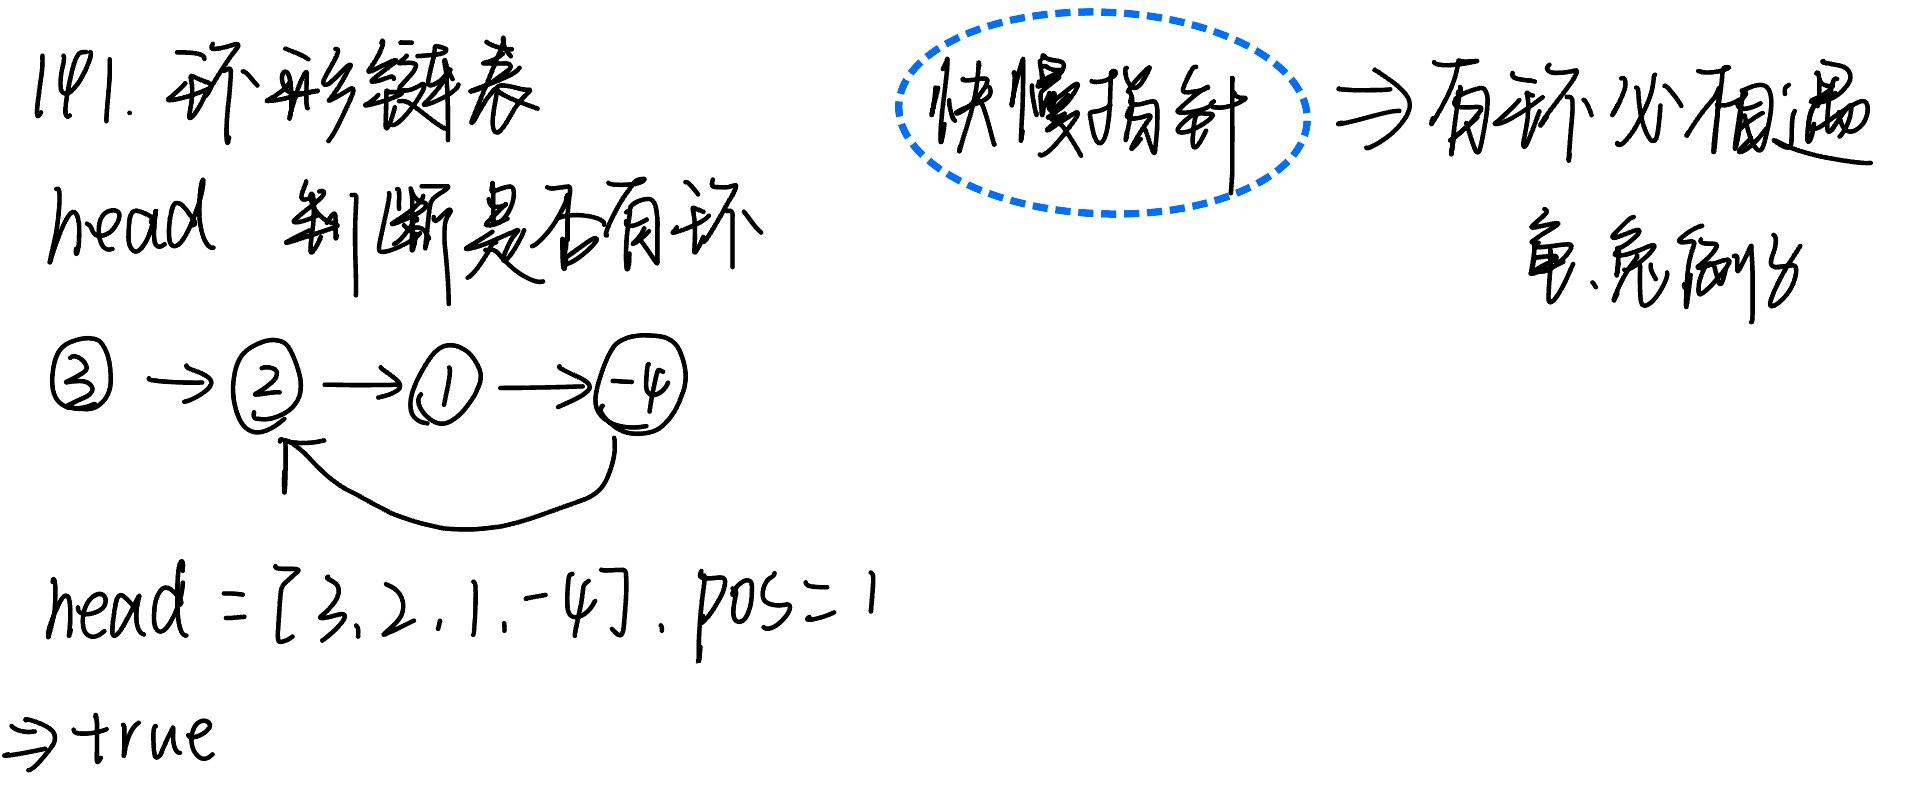 141. 环形链表
head 判断是否有环
③ → ② → ① → -4
head = [3, 2, 1, -4], pos = 1
⇒ true
快慢指针 ⇒ 有环必相遇
龟、兔例子